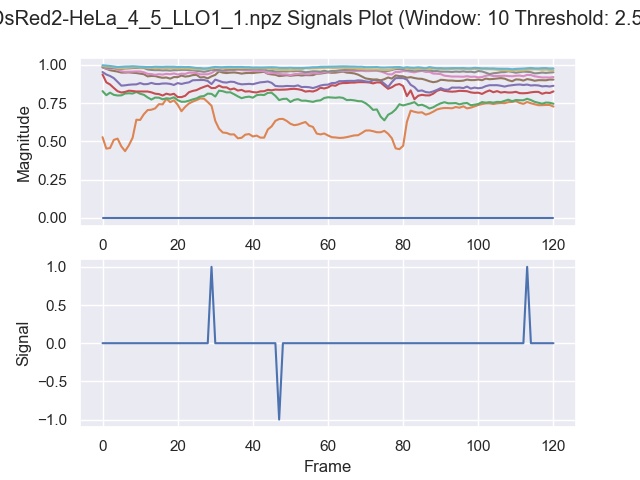 DsRed2-HeLa_4_5_LLO1_1.npz Signals Plot (Window: 10 Threshold: 2.5
1.00
0.75
0.50
0.25
0.00
Magnitude
0 20 40 60 80 100 120
1.0
0.5
0.0
−0.5
−1.0
Signal
0 20 40 60 80 100 120
Frame